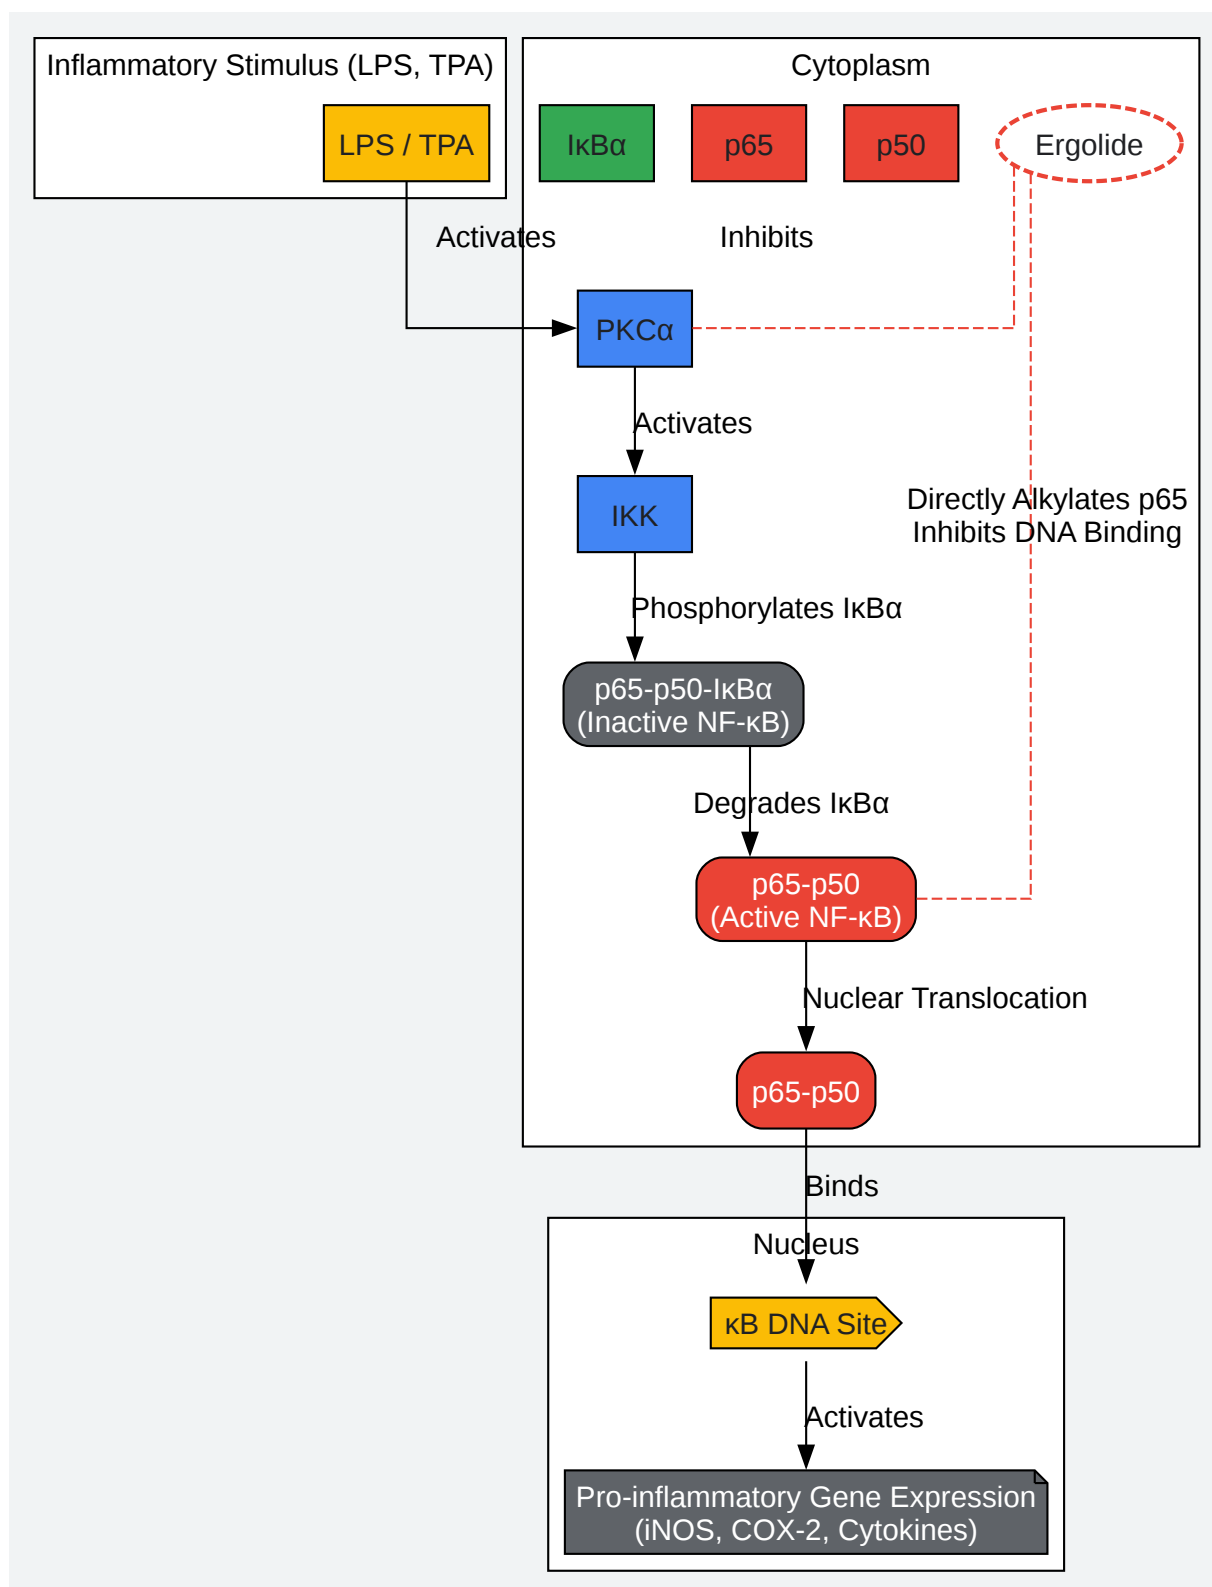 Inflammatory Stimulus (LPS, TPA)
Cytoplasm
LPS / TPA
IκBα
p65
p50
Ergolide
Activates
Inhibits
PKCα
Activates
IKK
Directly Alkylates p65
Inhibits DNA Binding
Phosphorylates IκBα
p65-p50-IκBα
(Inactive NF-κB)
Degrades IκBα
p65-p50
(Active NF-κB)
Nuclear Translocation
p65-p50
Binds
Nucleus
κB DNA Site
Activates
Pro-inflammatory Gene Expression
(iNOS, COX-2, Cytokines)